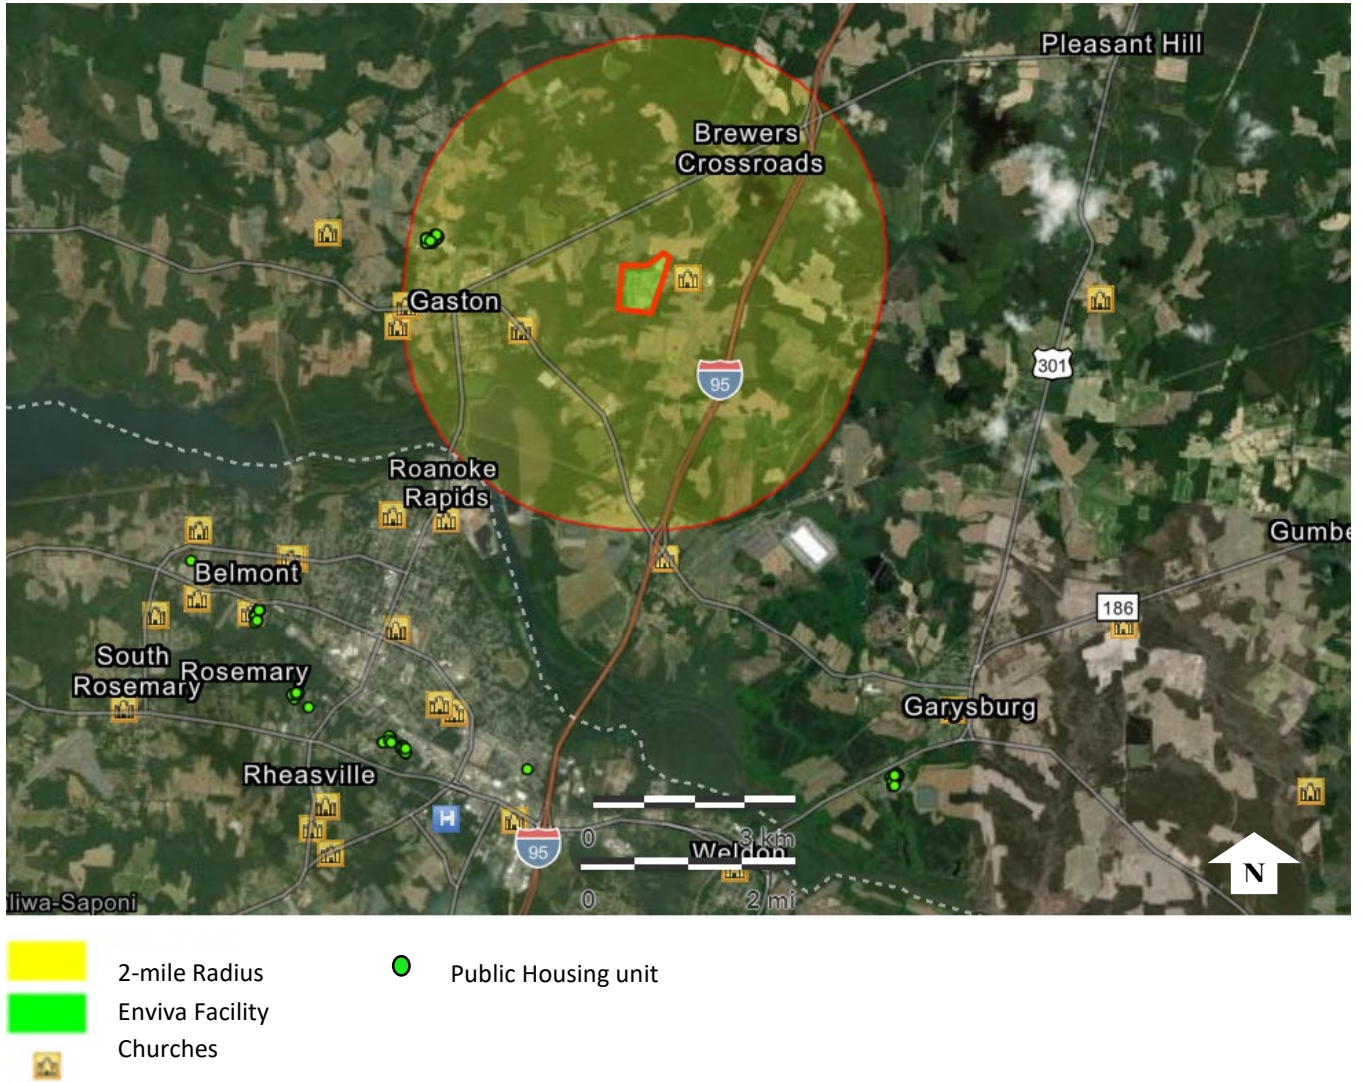 Pleasant Hill
Brewers
Crossroads
Gaston
95
301
Roanoke
Rapids
Gumbe
Belmont
186
South
Rosemary
Rosemary
Garysburg
Rheasville
0
3 km
95
Weldon
0
2 mi
N
liwa-Saponi
2-mile Radius
Public Housing unit
Enviva Facility
Churches
H